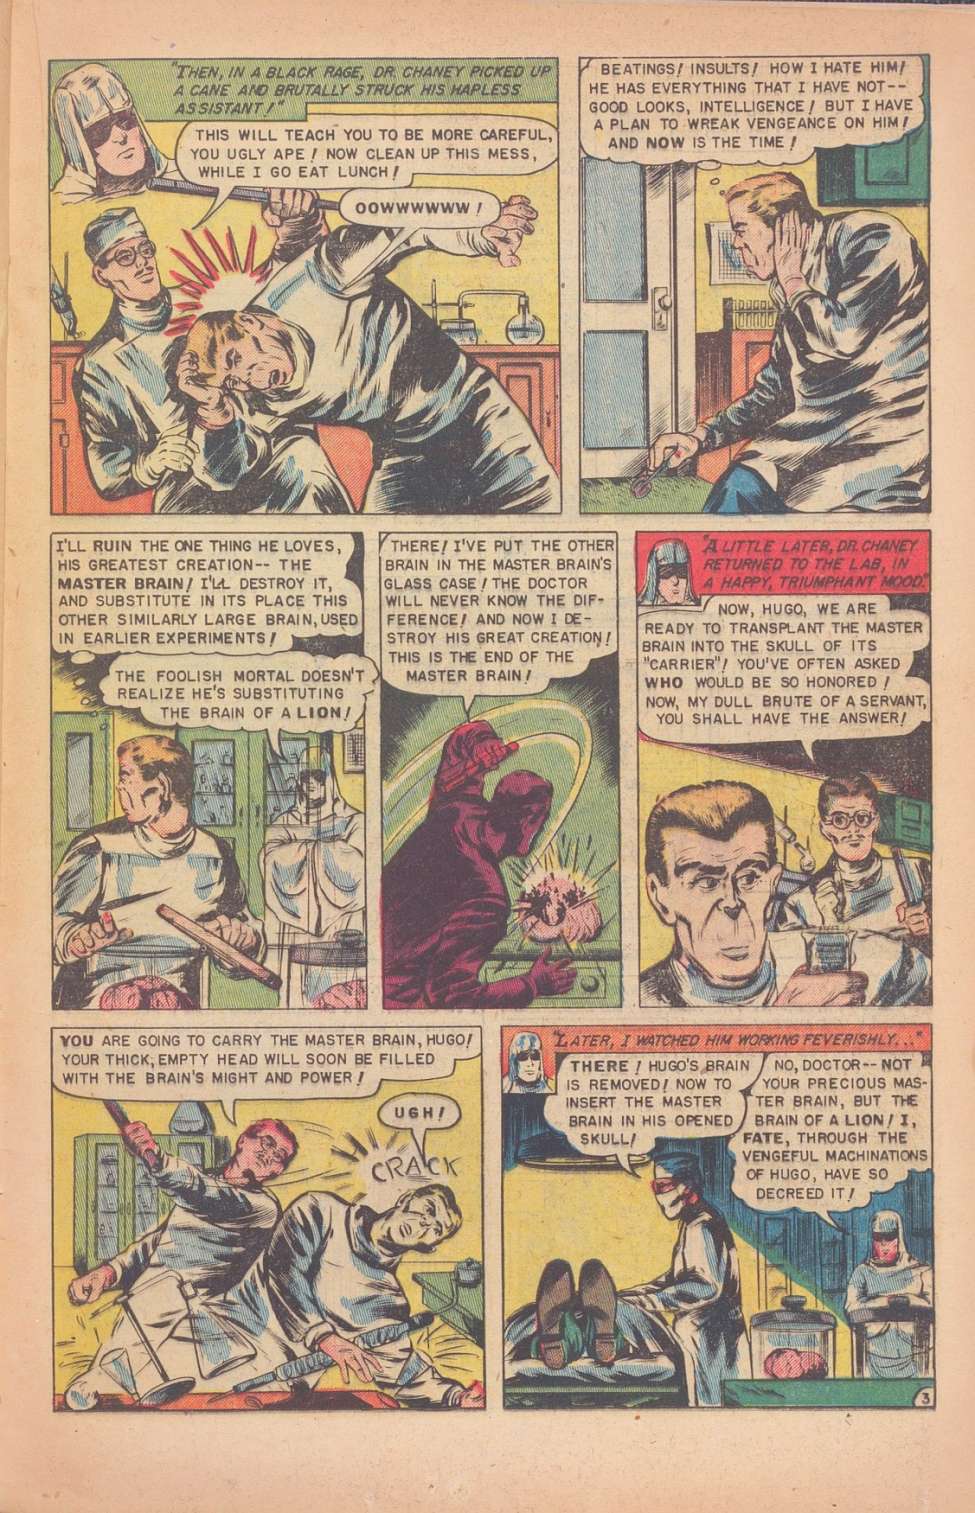 "THEN, IN A BLACK RAGE, DR. CHANEY PICKED UP
A CANE AND BRUTALLY STRUCK HIS HAPLESS
ASSISTANT!"
THIS WILL TEACH YOU TO BE MORE CAREFUL,
YOU UGLY APE! NOW CLEAN UP THIS MESS,
WHILE I GO EAT LUNCH!
OOWWWWWW!
BEATINGS! INSULTS! HOW I HATE HIM!
HE HAS EVERYTHING THAT I HAVE NOT--
GOOD LOOKS, INTELLIGENCE! BUT I HAVE
A PLAN TO WREAK VENGEANCE ON HIM!
AND NOW IS THE TIME!
I'LL RUIN THE ONE THING HE LOVES,
HIS GREATEST CREATION-- THE
MASTER BRAIN! I'LL DESTROY IT,
AND SUBSTITUTE IN ITS PLACE THIS
OTHER SIMILARLY LARGE BRAIN, USED
IN EARLIER EXPERIMENTS!
THE FOOLISH MORTAL DOESN'T
REALIZE HE'S SUBSTITUTING
THE BRAIN OF A LION!
THERE! I'VE PUT THE OTHER
BRAIN IN THE MASTER BRAIN'S
GLASS CASE! THE DOCTOR
WILL NEVER KNOW THE DIF-
FERENCE! AND NOW I DE-
STROY HIS GREAT CREATION!
THIS IS THE END OF THE
MASTER BRAIN!
"A LITTLE LATER, DR. CHANEY
RETURNED TO THE LAB, IN
A HAPPY, TRIUMPHANT MOOD."
NOW, HUGO, WE ARE
READY TO TRANSPLANT THE MASTER
BRAIN INTO THE SKULL OF ITS
"CARRIER"! YOU'VE OFTEN ASKED
WHO WOULD BE SO HONORED!
NOW, MY DULL BRUTE OF A SERVANT,
YOU SHALL HAVE THE ANSWER!
YOU ARE GOING TO CARRY THE MASTER BRAIN, HUGO!
YOUR THICK, EMPTY HEAD WILL SOON BE FILLED
WITH THE BRAIN'S MIGHT AND POWER!
UGH!
CRACK
"LATER, I WATCHED HIM WORKING FEVERISHLY..."
THERE! HUGO'S BRAIN
IS REMOVED! NOW TO
INSERT THE MASTER
BRAIN IN HIS OPENED
SKULL!
NO, DOCTOR-- NOT
YOUR PRECIOUS MAS-
TER BRAIN, BUT THE
BRAIN OF A LION! I,
FATE, THROUGH THE
VENGEFUL MACHINATIONS
OF HUGO, HAVE SO
DECREED IT!
3